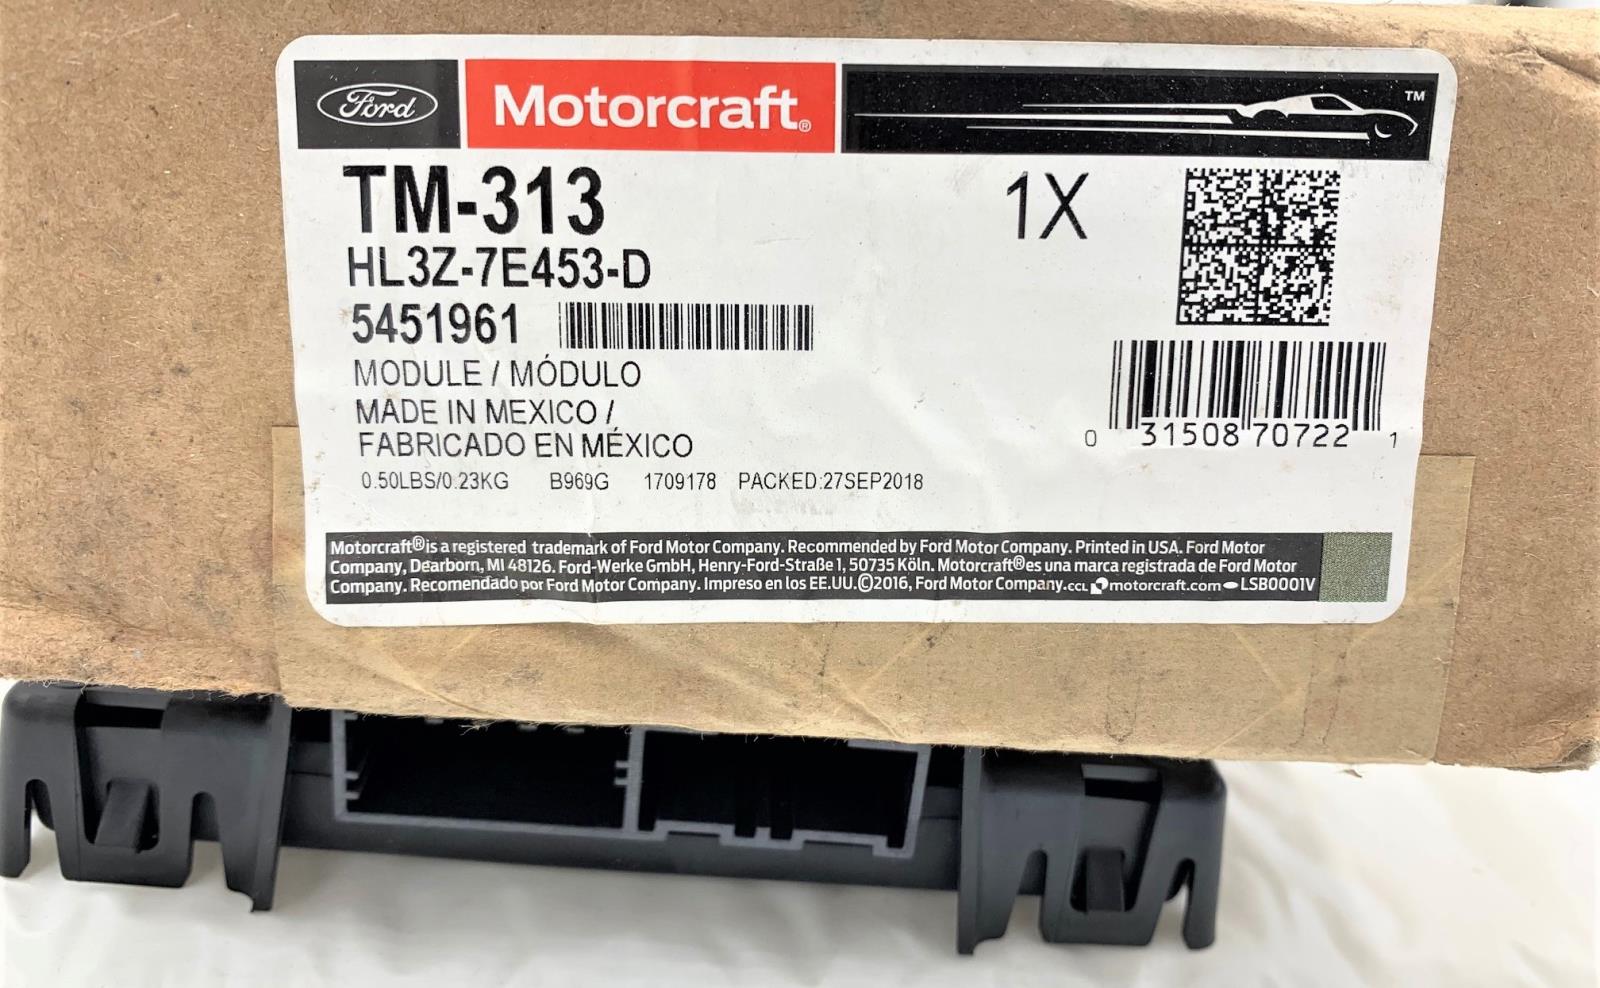 Ford Motorcraft® TM
TM-313 1X
HL3Z-7E453-D
5451961
MODULE / MÓDULO
MADE IN MEXICO /
FABRICADO EN MÉXICO
0 31508 70722 1
0.50LBS/0.23KG B969G 1709178 PACKED:27SEP2018
Motorcraft® is a registered trademark of Ford Motor Company. Recommended by Ford Motor Company. Printed in USA. Ford Motor
Company, Dearborn, MI 48126. Ford-Werke GmbH, Henry-Ford-Straße 1, 50735 Köln. Motorcraft® es una marca registrada de Ford Motor
Company. Recomendado por Ford Motor Company. Impreso en los EE.UU.©2016, Ford Motor Company. CCL motorcraft.com LSB0001V